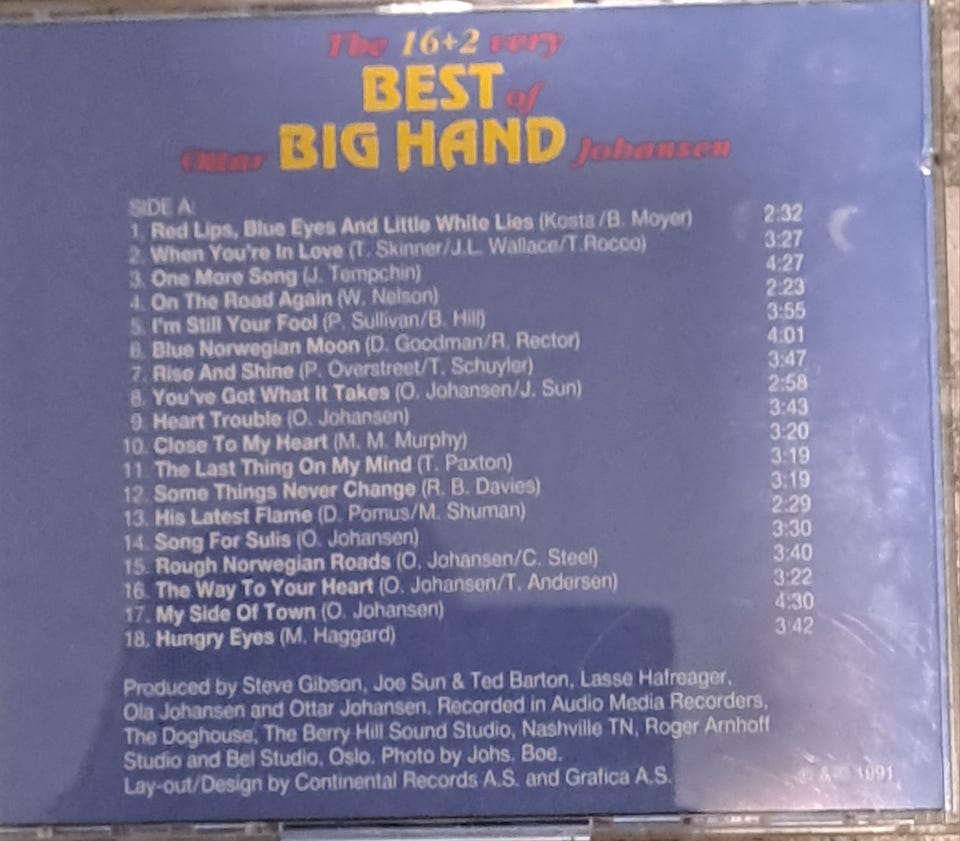 The 16+2 very
BEST of
Ottar BIG HAND Johansen
SIDE A:
1. Red Lips, Blue Eyes And Little White Lies (Kosta/B. Moyer) 2:32
2. When You're In Love (T. Skinner/J.L. Wallace/T.Rocco) 3:27
3. One More Song (J. Tempchin) 4:27
4. On The Road Again (W. Nelson) 2:23
5. I'm Still Your Fool (P. Sullivan/B. Hill) 3:55
6. Blue Norwegian Moon (D. Goodman/R. Rector) 4:01
7. Rise And Shine (P. Overstreet/T. Schuyler) 3:47
8. You've Got What It Takes (O. Johansen/J. Sun) 2:58
9. Heart Trouble (O. Johansen) 3:43
10. Close To My Heart (M. M. Murphy) 3:20
11. The Last Thing On My Mind (T. Paxton) 3:19
12. Some Things Never Change (R. B. Davies) 3:19
13. His Latest Flame (D. Pomus/M. Shuman) 2:29
14. Song For Sulis (O. Johansen) 3:30
15. Rough Norwegian Roads (O. Johansen/C. Steel) 3:40
16. The Way To Your Heart (O. Johansen/T. Andersen) 3:22
17. My Side Of Town (O. Johansen) 4:30
18. Hungry Eyes (M. Haggard) 3:42
Produced by Steve Gibson, Joe Sun & Ted Barton, Lasse Hafreager,
Ola Johansen and Ottar Johansen. Recorded in Audio Media Recorders,
The Doghouse, The Berry Hill Sound Studio, Nashville TN, Roger Arnhoff
Studio and Bel Studio, Oslo. Photo by Johs. Bøe.
Lay-out/Design by Continental Records A.S. and Grafica A.S.
℗ & © 1991